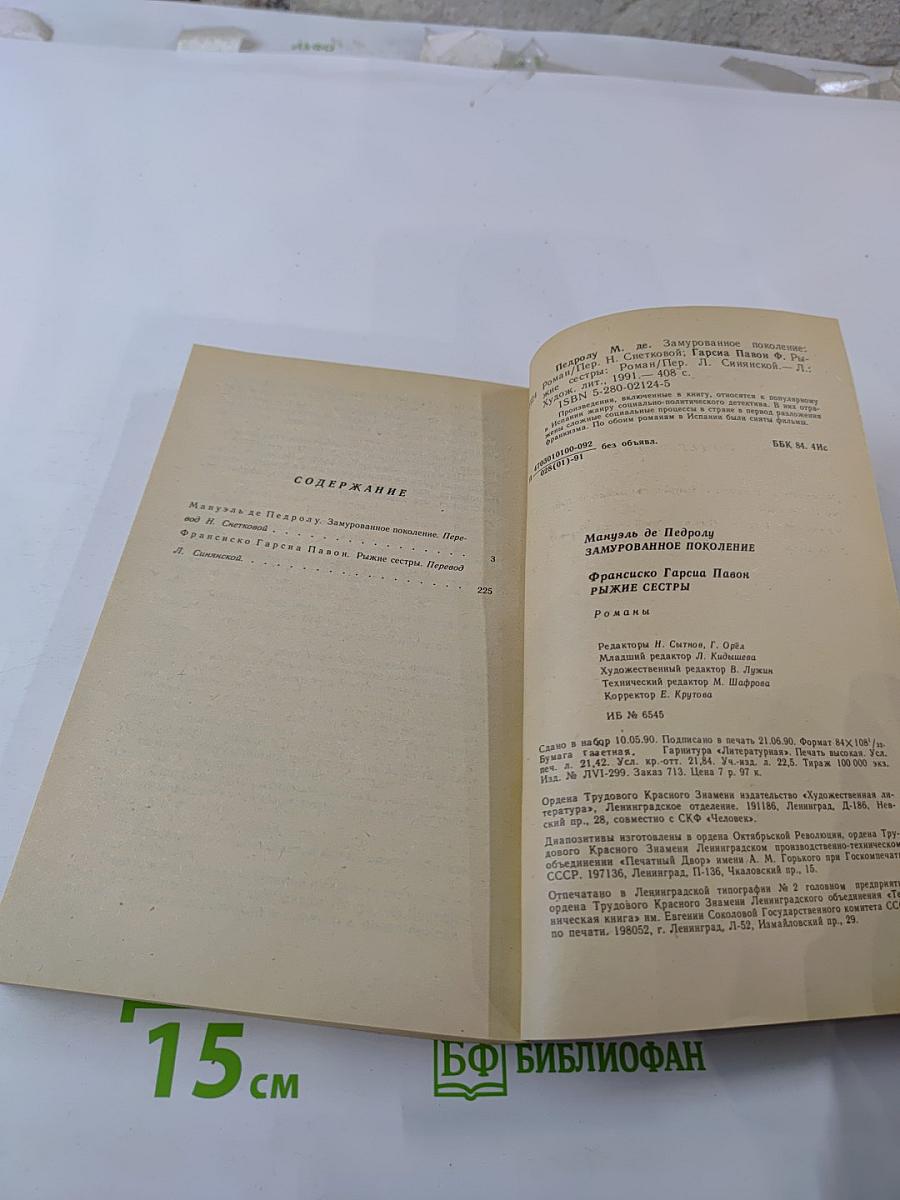 СОДЕРЖАНИЕ
Мануэль де Педролу. Замурованное поколение. Пере-
вод Н. Снетковой . . . . . . . . . . . . . . . 3
Франсиско Гарсиа Павон. Рыжие сестры. Перевод
Л. Синянской. . . . . . . . . . . . . . . . . 225
Педролу М. де. Замурованное поколение:
Роман/Пер. Н. Снетковой; Гарсиа Павон Ф. Ры-
жие сестры: Роман/Пер. Л. Синянской.— Л.:
Худож. лит., 1991.— 408 с.
ISBN 5-280-02124-5
Произведения, включенные в книгу, относятся к популярному
в Испании жанру социально-политического детектива. В них отра-
жены сложные социальные процессы в стране в период разложения
франкизма. По обоим романам в Испании были сняты фильмы.
4703010100-092
028(01)-91 без объявл.
ББК 84. 4Ис
Мануэль де Педролу
ЗАМУРОВАННОЕ ПОКОЛЕНИЕ
Франсиско Гарсиа Павон
РЫЖИЕ СЕСТРЫ
Романы
Редакторы Н. Сытнов, Г. Орёл
Младший редактор Л. Кидышева
Художественный редактор В. Лужин
Технический редактор М. Шафрова
Корректор Е. Крутова
ИБ № 6545
Сдано в набор 10.05.90. Подписано в печать 21.06.90. Формат 84×108¹/₃₂.
Бумага газетная. Гарнитура «Литературная». Печать высокая. Усл.
печ. л. 21,42. Усл. кр.-отт. 21,84. Уч.-изд. л. 22,5. Тираж 100 000 экз.
Изд. № ЛVI-299. Заказ 713. Цена 7 р. 97 к.
Ордена Трудового Красного Знамени издательство «Художественная ли-
тература», Ленинградское отделение. 191186, Ленинград, Д-186, Нев-
ский пр., 28, совместно с СКФ «Человек».
Диапозитивы изготовлены в ордена Октябрьской Революции, ордена Тру-
дового Красного Знамени Ленинградском производственно-техническом
объединении «Печатный Двор» имени А. М. Горького при Госкомпечати
СССР. 197136, Ленинград, П-136, Чкаловский пр., 15.
Отпечатано в Ленинградской типографии № 2 головном предприяти
ордена Трудового Красного Знамени Ленинградского объединения «Те
ническая книга» им. Евгении Соколовой Государственного комитета ССС
по печати. 198052, г. Ленинград, Л-52, Измайловский пр., 29.
15 см
БФ БИБЛИОФАН